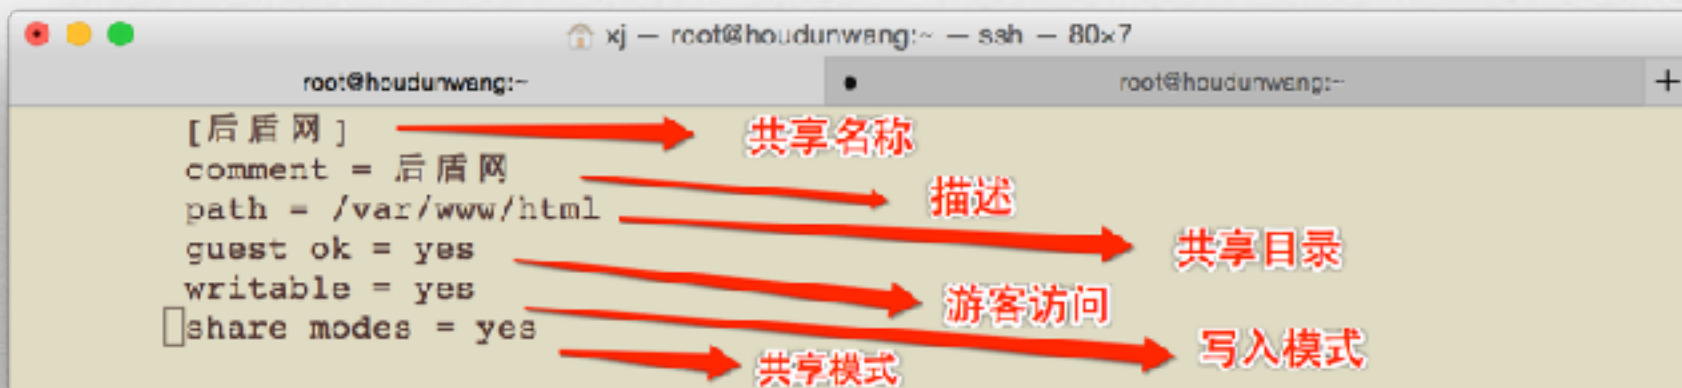 xj — root@houdunwang:~ — ssh — 80×7
root@houdunwang:~ root@houdunwang:~ +
[后盾网] 共享名称
comment = 后盾网 描述
path = /var/www/html 共享目录
guest ok = yes 游客访问
writable = yes 写入模式
share modes = yes 共享模式